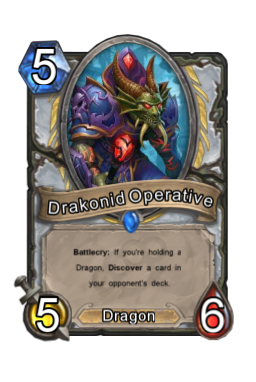 5
Drakonid Operative
Battlecry: If you're holding a
Dragon, Discover a card in
your opponent's deck.
5
Dragon
6